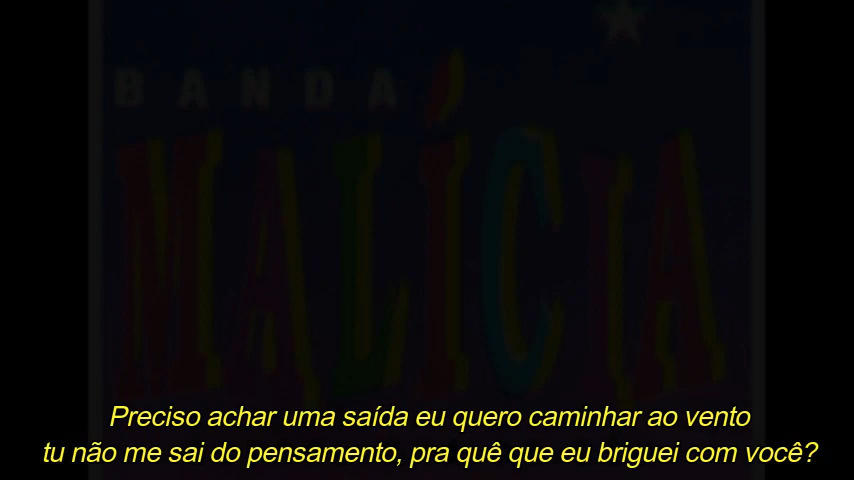 BANDA
MALÍCIA
Preciso achar uma saída eu quero caminhar ao vento
tu não me sai do pensamento, pra quê que eu briguei com você?